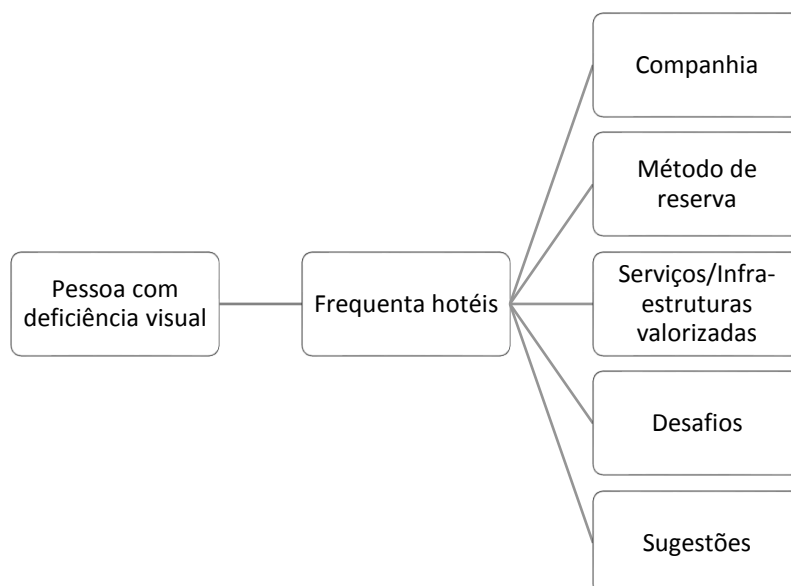 Companhia
Método de
reserva
Pessoa com
deficiência visual
Frequenta hotéis
Serviços/Infra-
estruturas
valorizadas
Desafios
Sugestões